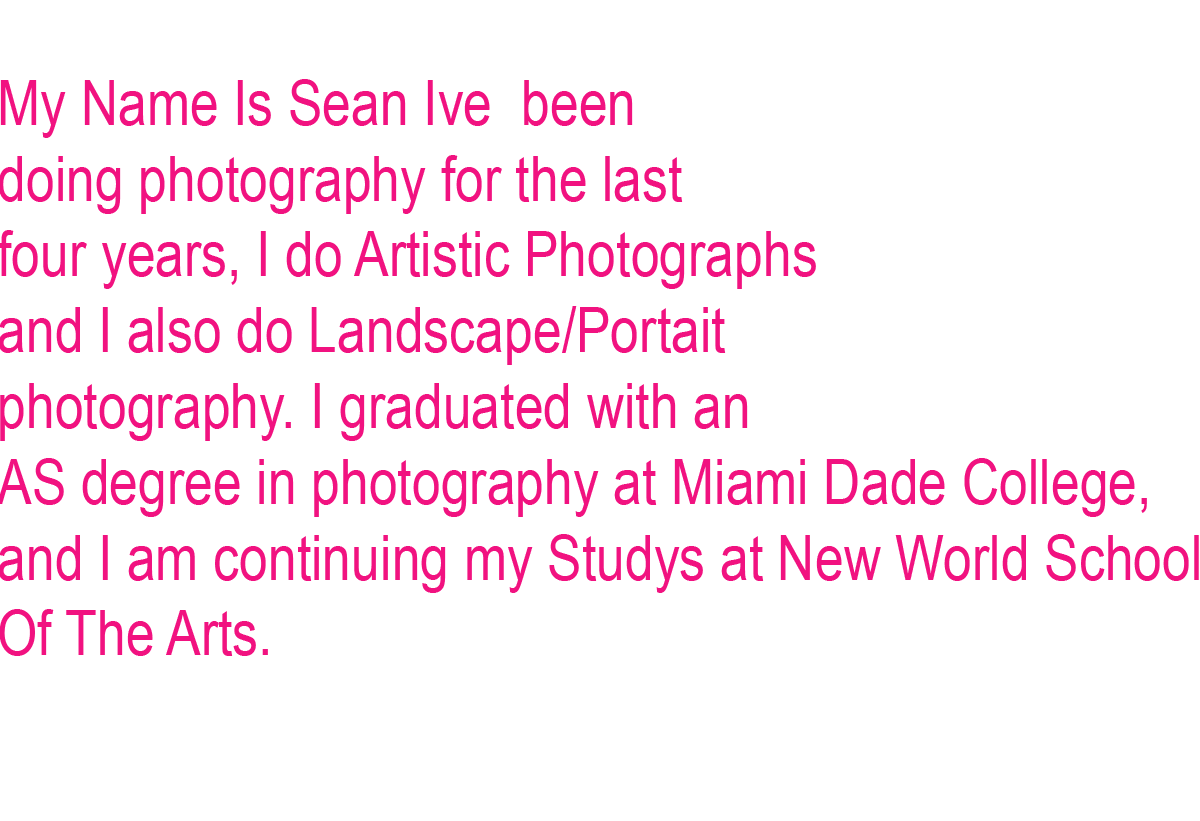 My Name Is Sean Ive  been
doing photography for the last
four years, I do Artistic Photographs
and I also do Landscape/Portait
photography. I graduated with an
AS degree in photography at Miami Dade College,
and I am continuing my Studys at New World School
Of The Arts.